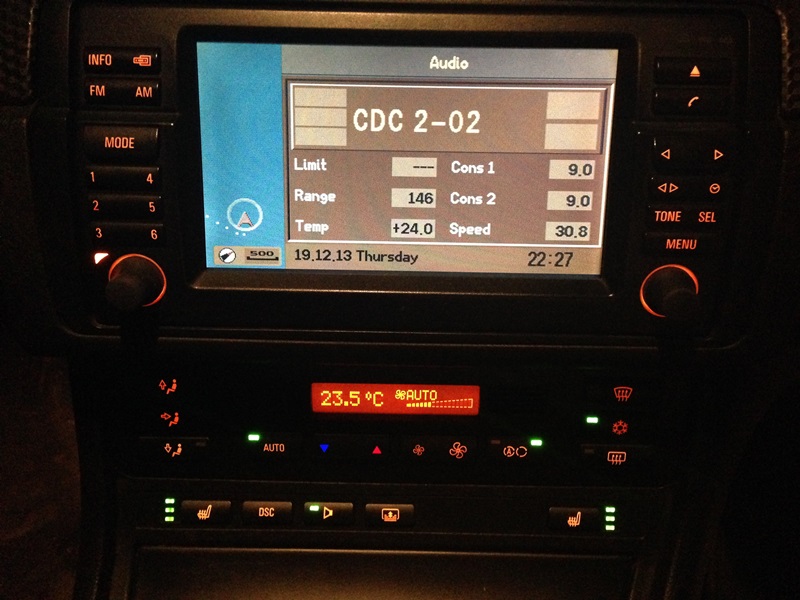 INFO
FM AM
MODE
1 4
2 5
3 6
Audio
CDC 2-02
Limit --- Cons 1 9.0
Range 146 Cons 2 9.0
Temp +24.0 Speed 30.8
500 19.12.13 Thursday 22:27
TONE SEL
MENU
23.5 °C AUTO
AUTO
A
DSC